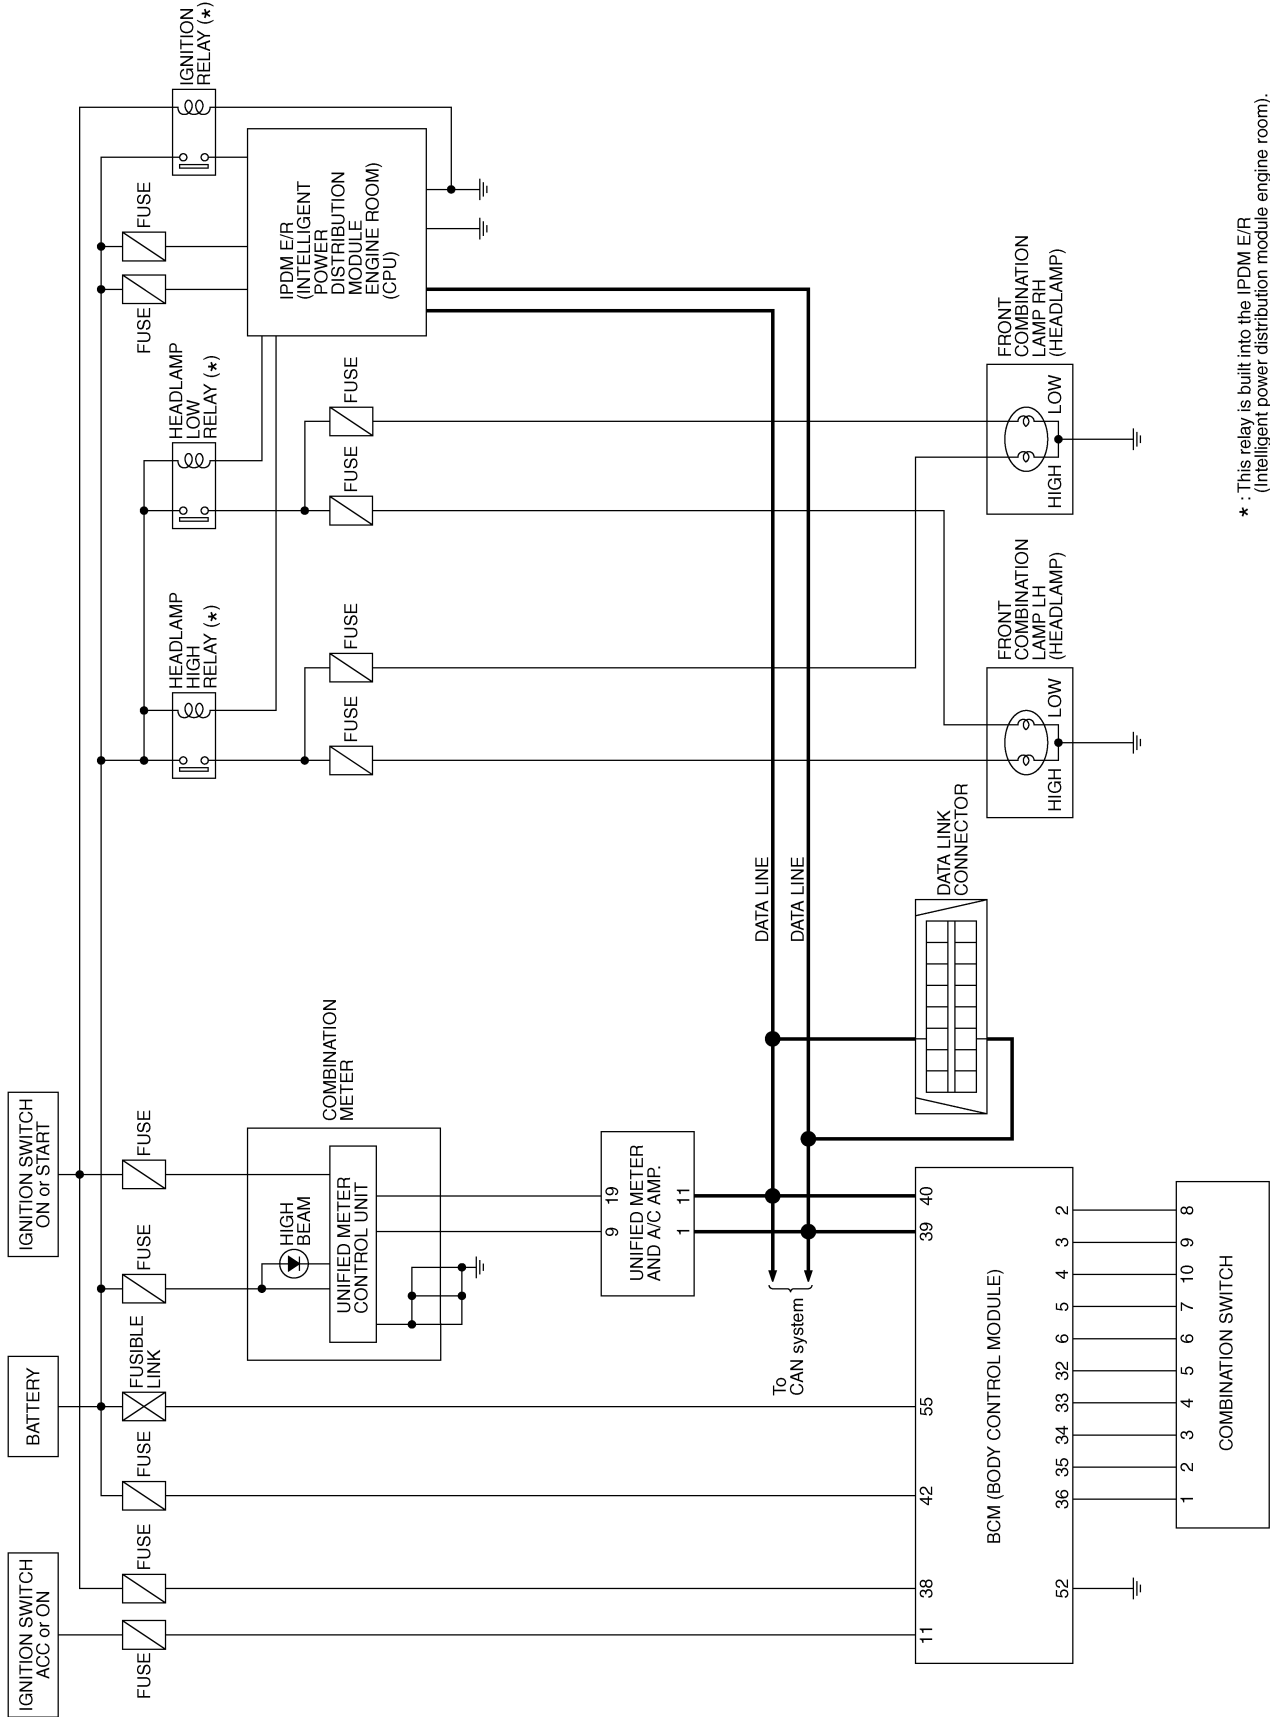 IGNITION SWITCH
ACC or ON
BATTERY
IGNITION SWITCH
ON or START
FUSE
FUSE
FUSE
FUSIBLE
LINK
FUSE
FUSE
HEADLAMP
HIGH
RELAY (*)
HEADLAMP
LOW
RELAY (*)
FUSE
FUSE
IGNITION
RELAY (*)
COMBINATION
METER
HIGH
BEAM
UNIFIED METER
CONTROL UNIT
FUSE
FUSE
FUSE
FUSE
IPDM E/R
(INTELLIGENT
POWER
DISTRIBUTION
MODULE
ENGINE ROOM)
(CPU)
9
19
UNIFIED METER
AND A/C AMP.
1
11
To
CAN system
DATA LINE
DATA LINE
DATA LINK
CONNECTOR
11
38
42
55
39
40
BCM (BODY CONTROL MODULE)
52
36
35
34
33
32
6
5
4
3
2
1
2
3
4
5
6
7
10
9
8
COMBINATION SWITCH
FRONT
COMBINATION
LAMP LH
(HEADLAMP)
HIGH
LOW
FRONT
COMBINATION
LAMP RH
(HEADLAMP)
HIGH
LOW
* : This relay is built into the IPDM E/R
(Intelligent power distribution module engine room).